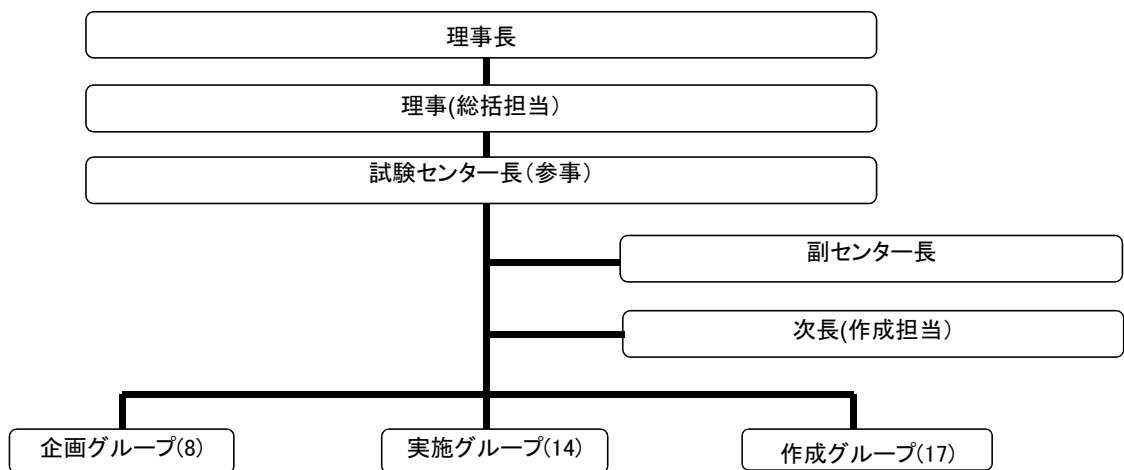 理事長
理事(総括担当)
試験センター長(参事)
副センター長
次長(作成担当)
企画グループ(8)
実施グループ(14)
作成グループ(17)